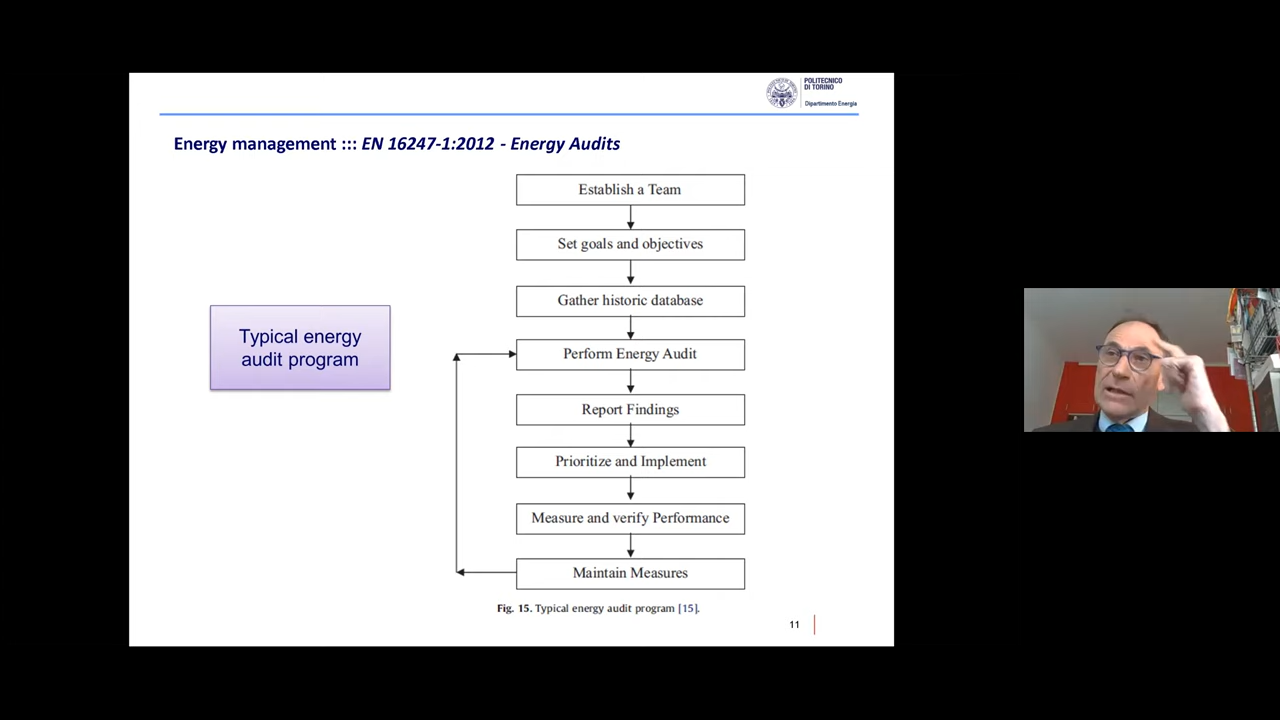 POLITECNICO
DI TORINO
Dipartimento Energia
Energy management ::: EN 16247-1:2012 - Energy Audits
Establish a Team
Set goals and objectives
Gather historic database
Typical energy
audit program
Perform Energy Audit
Report Findings
Prioritize and Implement
Measure and verify Performance
Maintain Measures
Fig. 15. Typical energy audit program [15].
11